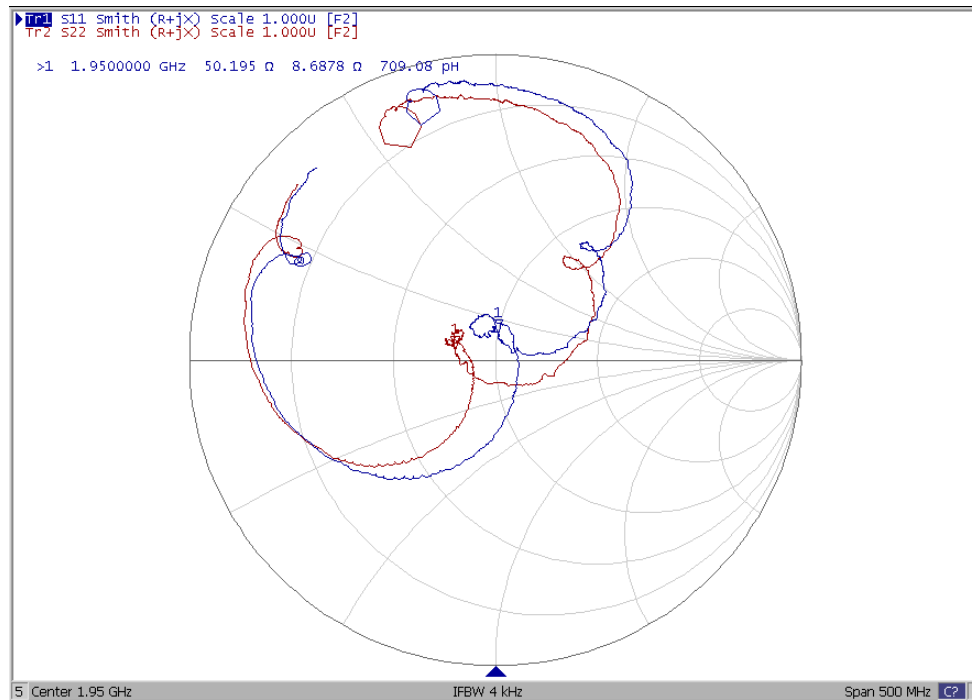 Tr1 S11 Smith (R+jX) Scale 1.000U [F2]
Tr2 S22 Smith (R+jX) Scale 1.000U [F2]
>1 1.9500000 GHz 50.195 Ω 8.6878 Ω 709.08 pH
1
1
5 Center 1.95 GHz IFBW 4 kHz Span 500 MHz C?